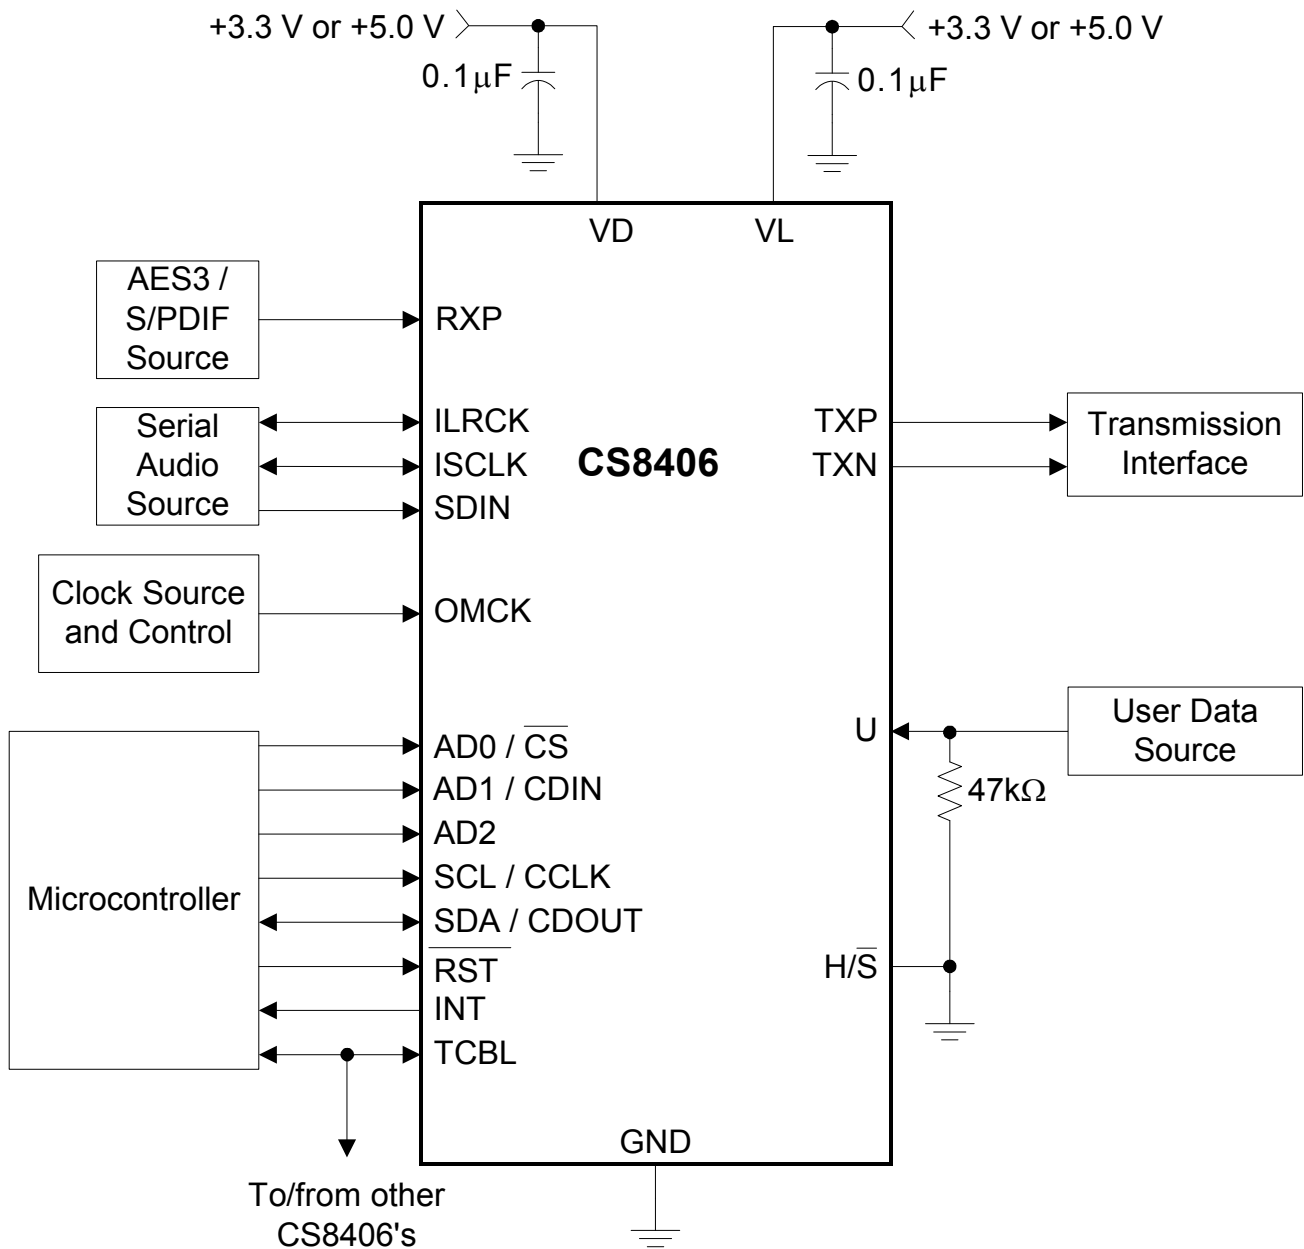 +3.3 V or +5.0 V
+3.3 V or +5.0 V
0.1μF
0.1μF
VD
VL
AES3 /
S/PDIF
Source
RXP
Serial
Audio
Source
ILRCK
ISCLK
SDIN
CS8406
TXP
TXN
Transmission
Interface
Clock Source
and Control
OMCK
Microcontroller
AD0 / C̅S̅
AD1 / CDIN
AD2
SCL / CCLK
SDA / CDOUT
R̅S̅T̅
INT
TCBL
U
User Data
Source
47kΩ
H/S̅
GND
To/from other
CS8406's